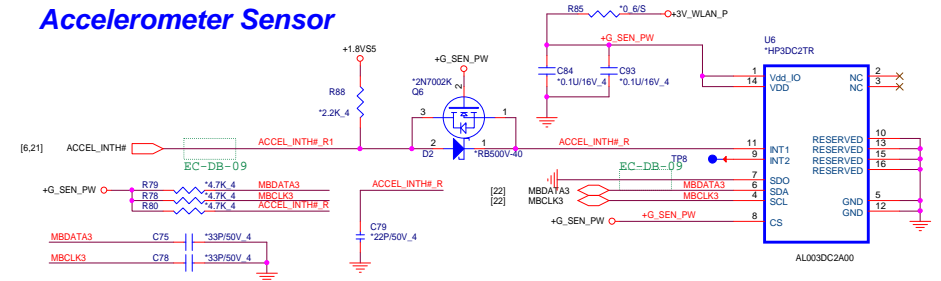 Accelerometer Sensor
R85
*0_6/S
+3V_WLAN_P
+G_SEN_PW
U6
*HP3DC2TR
+1.8VS5
+G_SEN_PW
*2N7002K
Q6
C84
*0.1U/16V_4
C93
*0.1U/16V_4
1
14
Vdd_IO
VDD
NC
NC
2
3
R88
*2.2K_4
3
1
2
[6,21]
ACCEL_INTH#
ACCEL_INTH#_R1
2
1
D2
*RB500V-40
ACCEL_INTH#_R
EC-DB-09
11
9
INT1
INT2
TP8
RESERVED
RESERVED
RESERVED
RESERVED
10
13
15
16
EC-DB-09
+G_SEN_PW
R79
*4.7K_4
MBDATA3
R78
*4.7K_4
MBCLK3
R80
*4.7K_4
ACCEL_INTH#_R
ACCEL_INTH#_R
[22]
MBDATA3
MBDATA3
[22]
MBCLK3
MBCLK3
7
6
4
SDO
SDA
SCL
GND
GND
5
12
+G_SEN_PW
+G_SEN_PW
8
CS
C79
*22P/50V_4
MBDATA3
C75
*33P/50V_4
MBCLK3
C78
*33P/50V_4
AL003DC2A00